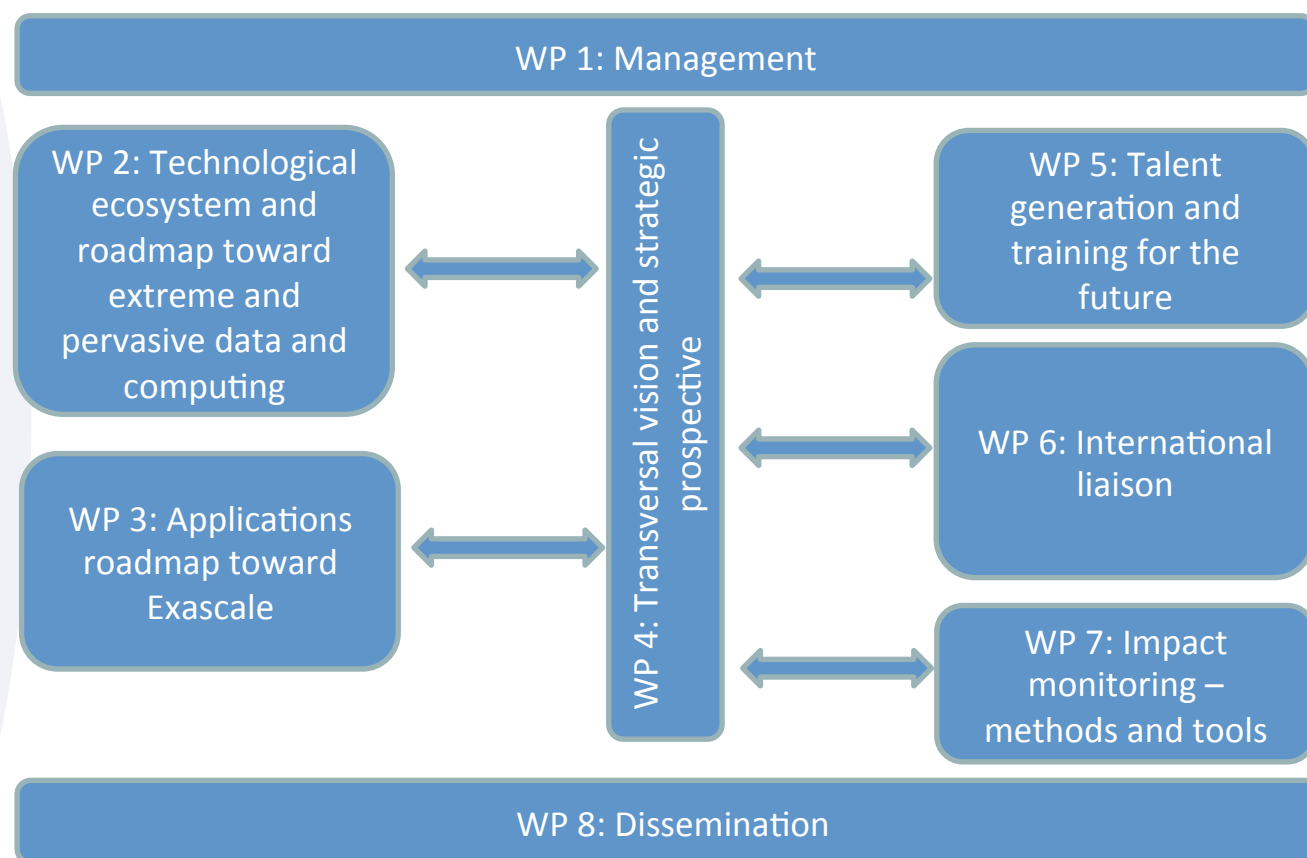 WP 1: Management
WP 2: Technological
ecosystem and
roadmap toward
extreme and
pervasive data and
computing
WP 3: Applications
roadmap toward
Exascale
WP 4: Transversal vision and strategic
prospective
WP 5: Talent
generation and
training for the
future
WP 6: International
liaison
WP 7: Impact
monitoring –
methods and tools
WP 8: Dissemination